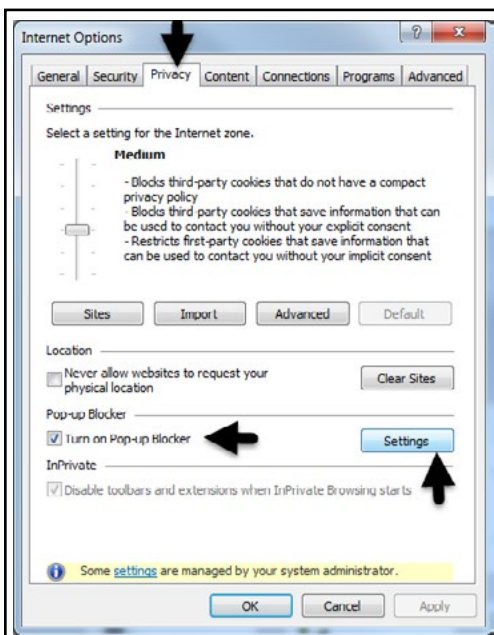 Internet Options
General Security Privacy Content Connections Programs Advanced
Settings
Select a setting for the Internet zone.
Medium
- Blocks third-party cookies that do not have a compact
privacy policy
- Blocks third party cookies that save information that can
be used to contact you without your explicit consent
- Restricts first-party cookies that save information that
can be used to contact you without your implicit consent
Sites Import Advanced Default
Location
Never allow websites to request your
physical location
Clear Sites
Pop-up Blocker
Turn on Pop-up Blocker
Settings
InPrivate
Disable toolbars and extensions when InPrivate Browsing starts
Some settings are managed by your system administrator.
OK Cancel Apply